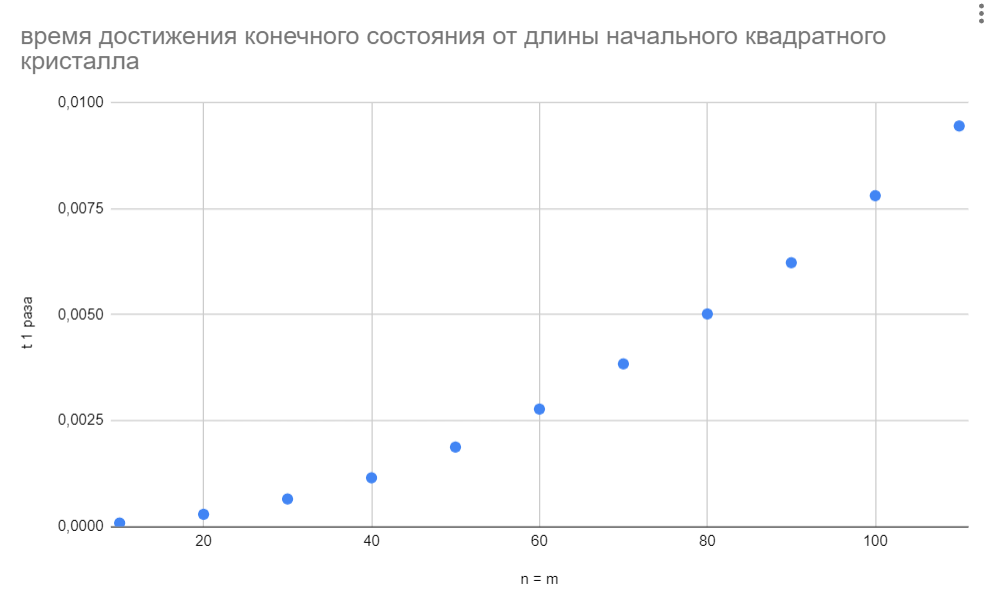 время достижения конечного состояния от длины начального квадратного
кристалла
0,0100
0,0075
0,0050
0,0025
0,0000
t 1 раза
20 40 60 80 100
n = m